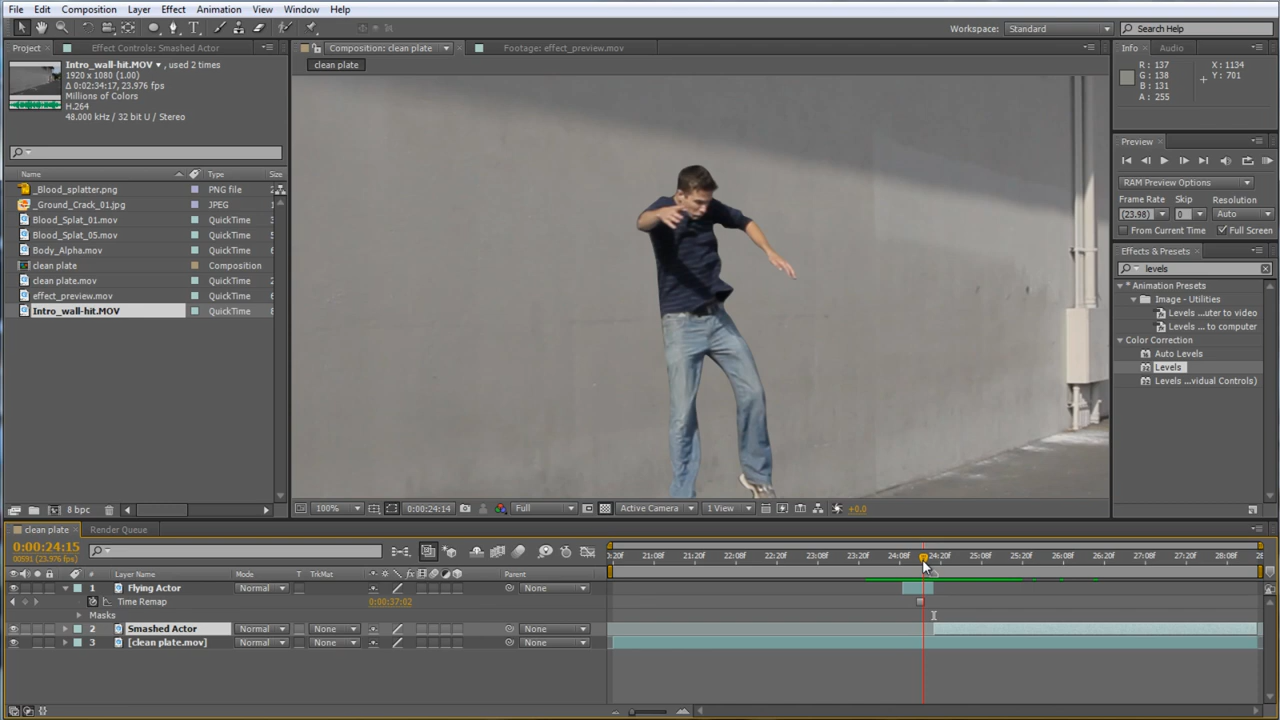 File Edit Composition Layer Effect Animation View Window Help
Workspace: Standard Search Help
Project Effect Controls: Smashed Actor Composition: clean plate Footage: effect_preview.mov Info Audio
clean plate
Intro_wall-hit.MOV ▼ , used 2 times
1920 x 1080 (1.00)
Δ 0:02:34:17, 23.976 fps
Millions of Colors
H.264
48.000 kHz / 32 bit U / Stereo
R : 137 X : 1134
G : 138 Y : 701
B : 131
A : 255
Preview
RAM Preview Options
Frame Rate Skip Resolution
(23.98) 0 Auto
From Current Time Full Screen
Effects & Presets
levels
* Animation Presets
Image - Utilities
Levels ...uter to video
Levels ... to computer
Color Correction
Auto Levels
Levels
Levels ...vidual Controls)
Name Type Size
_Blood_splatter.png PNG file
_Ground_Crack_01.jpg JPEG
Blood_Splat_01.mov QuickTime
Blood_Splat_05.mov QuickTime
Body_Alpha.mov QuickTime
clean plate Composition
clean plate.mov QuickTime
effect_preview.mov QuickTime
Intro_wall-hit.MOV QuickTime
8 bpc
100% 0:00:24:14 Full Active Camera 1 View +0.0
clean plate Render Queue
0:00:24:15
00591 (23.976 fps)
:20f 21:08f 21:20f 22:08f 22:20f 23:08f 23:20f 24:08f 24:20f 25:08f 25:20f 26:08f 26:20f 27:08f 27:20f 28:08f 28
# Layer Name Mode T TrkMat Parent
1 Flying Actor Normal None
Time Remap 0:00:37:02
Masks
2 Smashed Actor Normal None None
3 [clean plate.mov] Normal None None